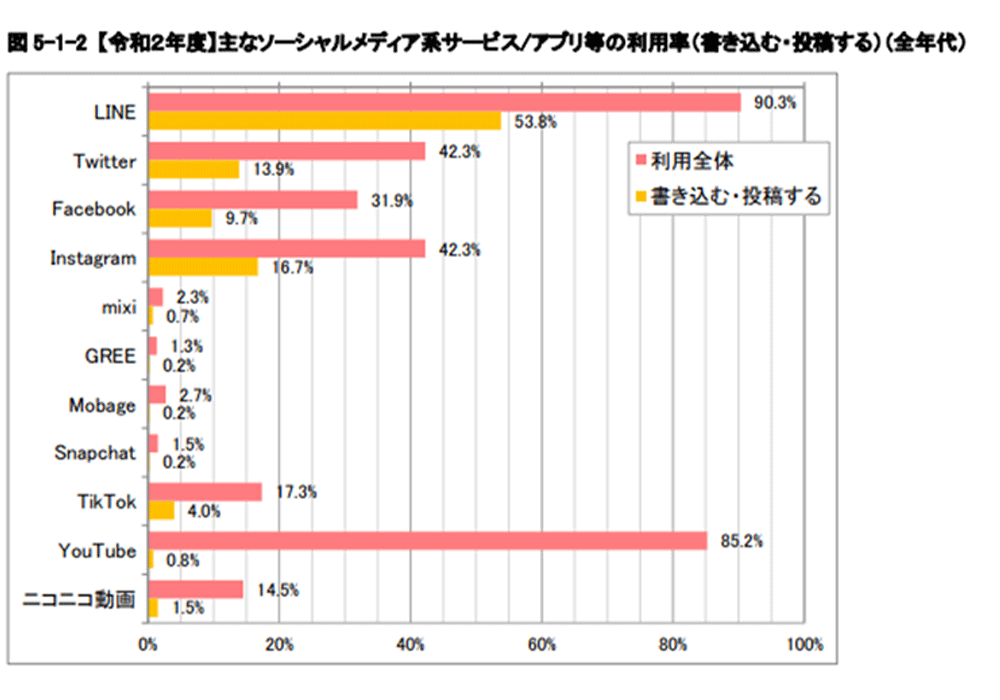 図 5-1-2 【令和2年度】主なソーシャルメディア系サービス/アプリ等の利用率(書き込む・投稿する)(全年代)
LINE 90.3%
53.8%
Twitter 42.3%
13.9%
利用全体
書き込む・投稿する
Facebook 31.9%
9.7%
Instagram 42.3%
16.7%
mixi 2.3%
0.7%
GREE 1.3%
0.2%
Mobage 2.7%
0.2%
Snapchat 1.5%
0.2%
TikTok 17.3%
4.0%
YouTube 85.2%
0.8%
ニコニコ動画 14.5%
1.5%
0% 20% 40% 60% 80% 100%